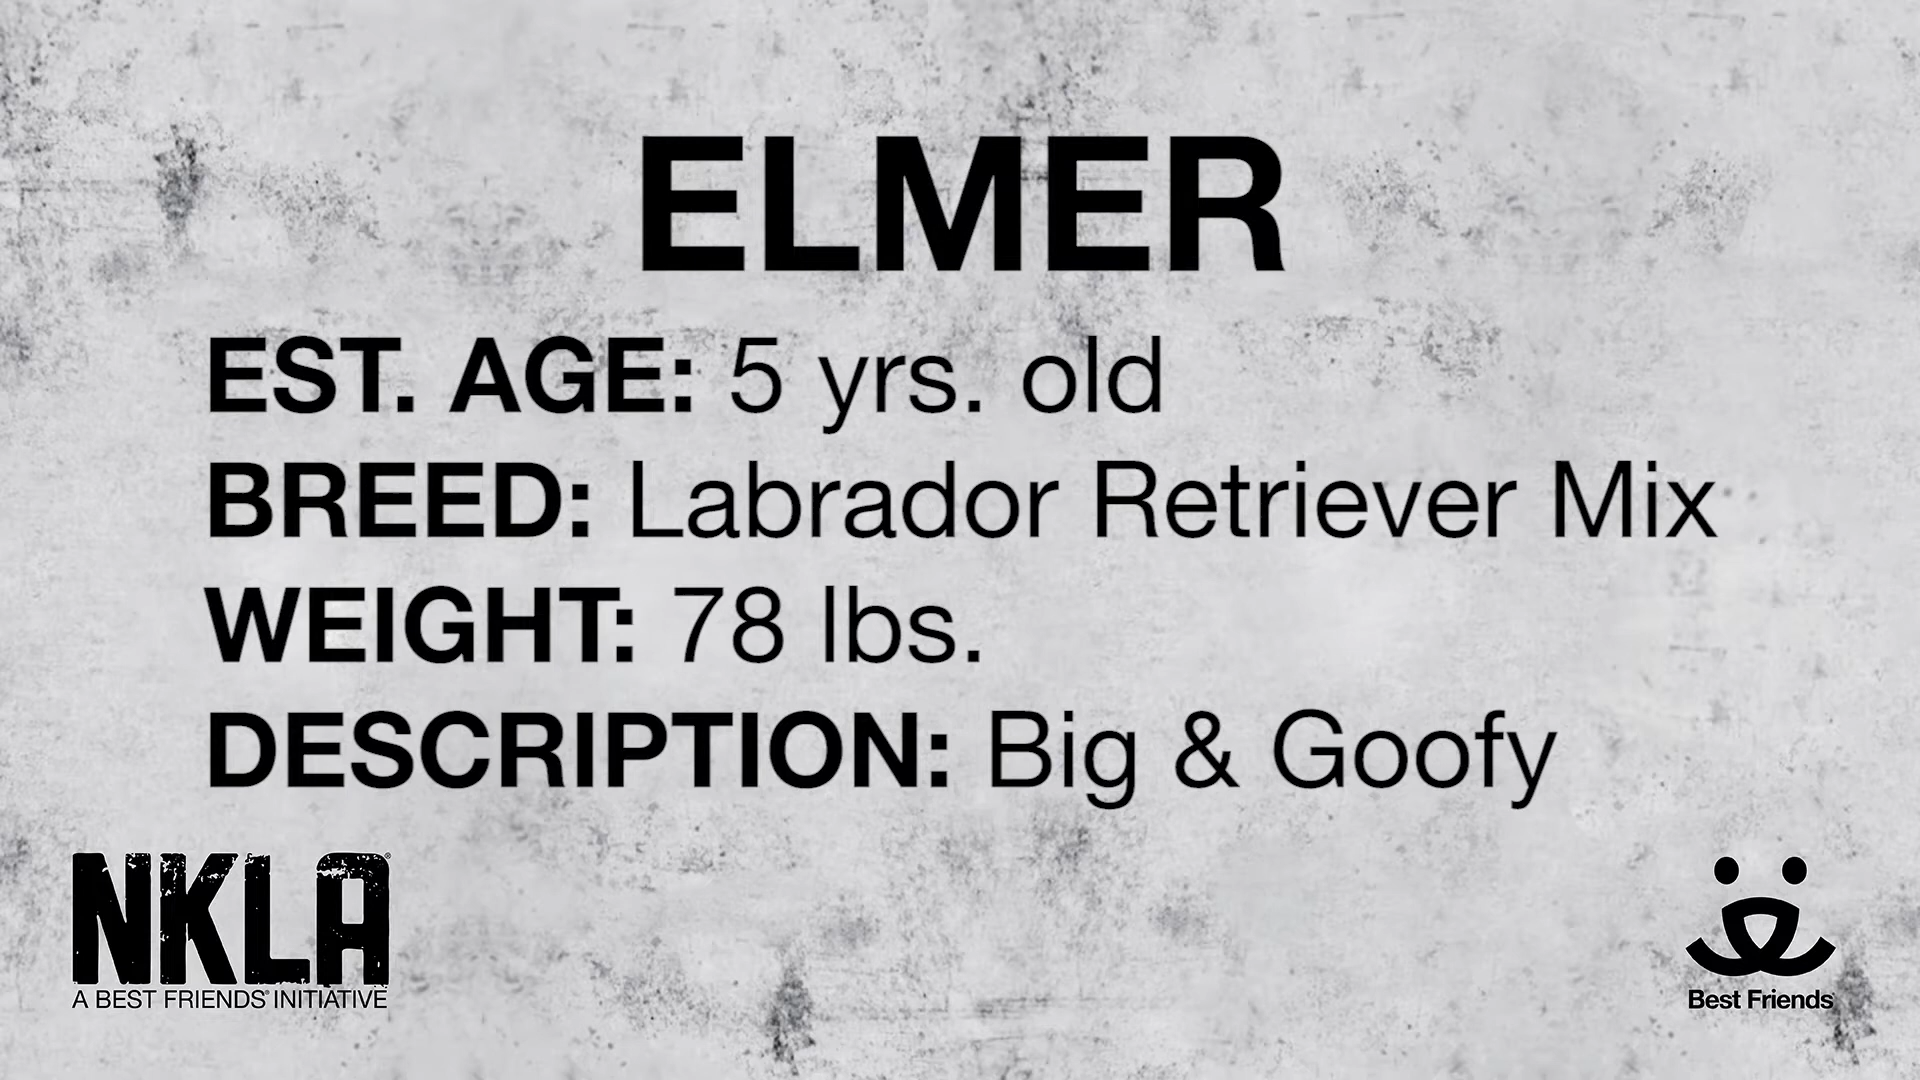 ELMER
EST. AGE: 5 yrs. old
BREED: Labrador Retriever Mix
WEIGHT: 78 lbs.
DESCRIPTION: Big & Goofy
NKLA®
A BEST FRIENDS® INITIATIVE
Best Friends